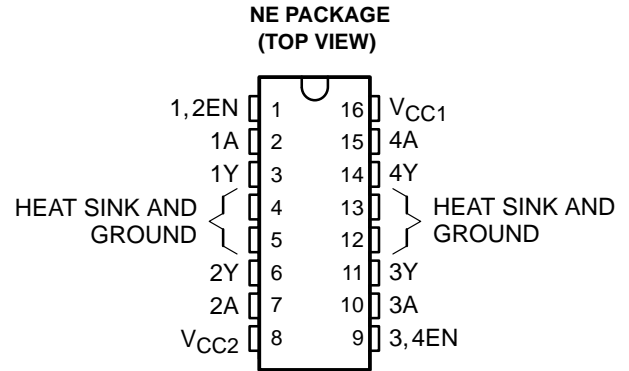 NE PACKAGE
(TOP VIEW)
1,2EN 1 16 VCC1
1A 2 15 4A
1Y 3 14 4Y
HEAT SINK AND 4 13 HEAT SINK AND
GROUND 5 12 GROUND
2Y 6 11 3Y
2A 7 10 3A
VCC2 8 9 3,4EN